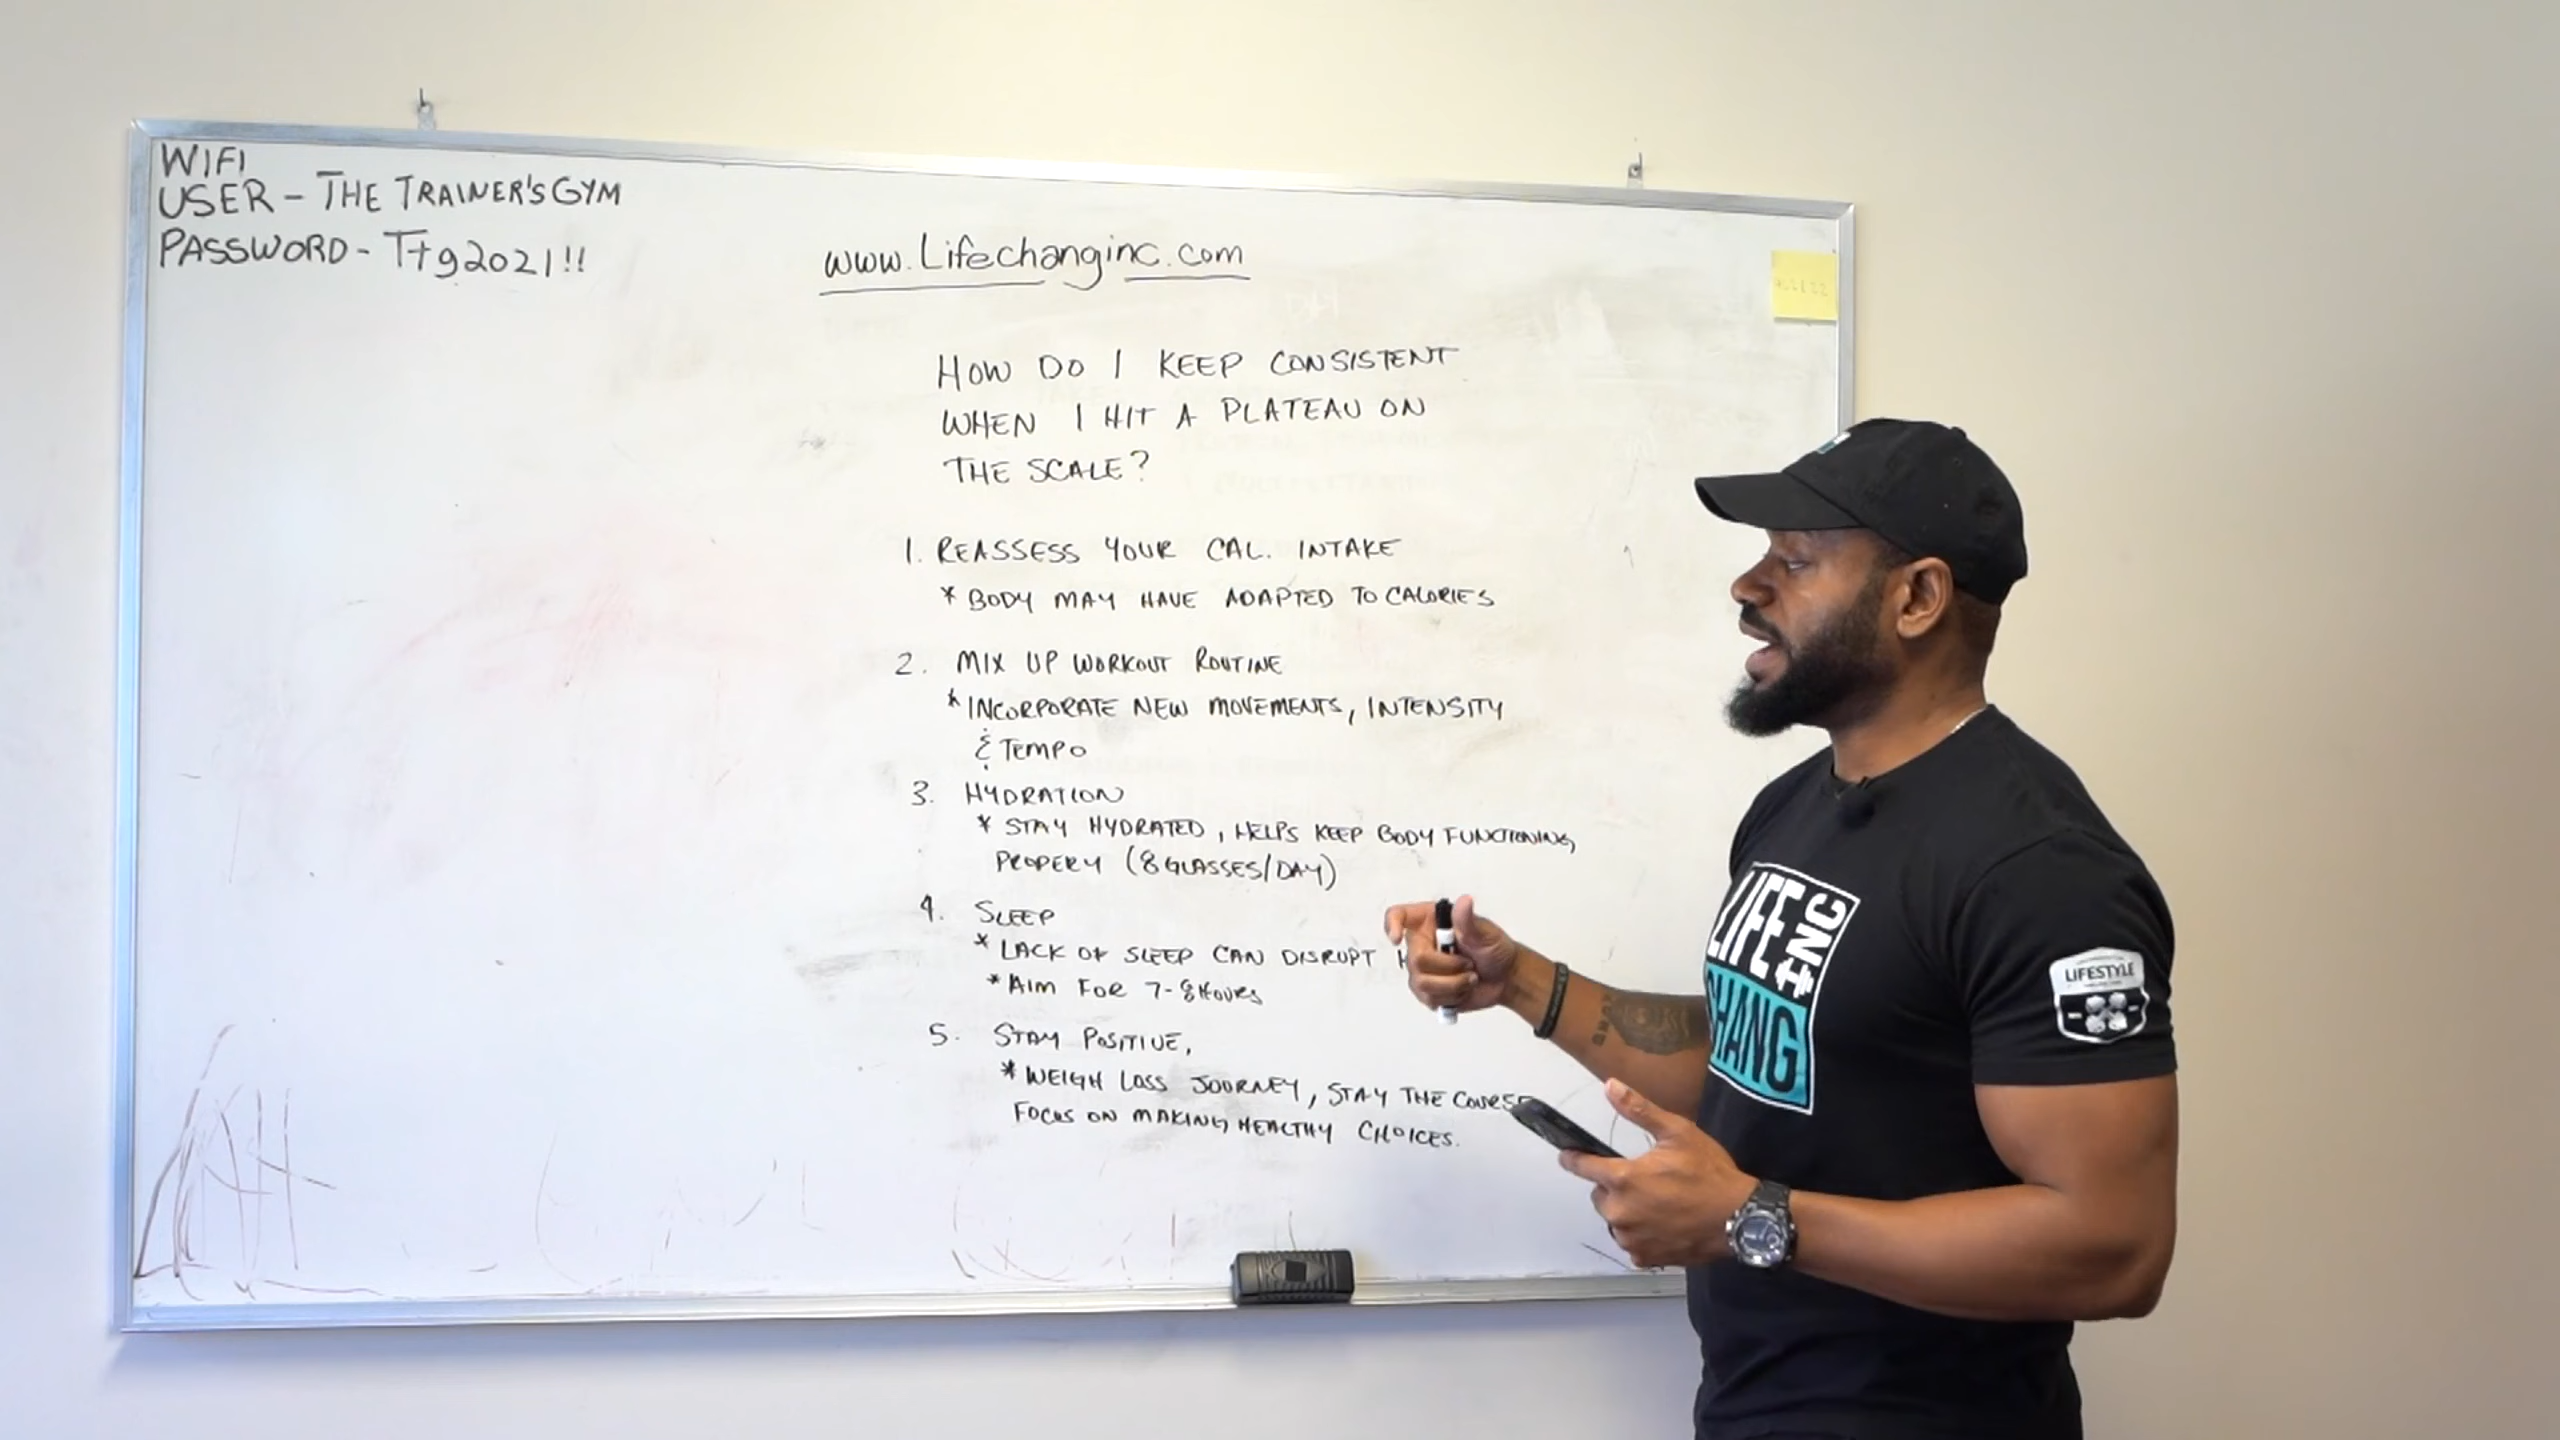 WIFI
USER - THE TRAINER'S GYM
PASSWORD - Ttg2021!!
www.Lifechanginc.com
HOW DO I KEEP CONSISTENT
WHEN I HIT A PLATEAU ON
THE SCALE?
1. REASSESS YOUR CAL. INTAKE
* BODY MAY HAVE ADAPTED TO CALORIES
2. MIX UP WORKOUT ROUTINE
* INCORPORATE NEW MOVEMENTS, INTENSITY
& TEMPO
3. HYDRATION
* STAY HYDRATED, HELPS KEEP BODY FUNCTIONING
PROPERY (8 GLASSES/DAY)
4. SLEEP
* LACK OF SLEEP CAN DISRUPT
* AIM FOR 7-8 HOURS
5. STAY POSITIVE,
* WEIGH LOSS JOURNEY, STAY THE COURSE
FOCUS ON MAKING HEALTHY CHOICES.
LIFE
INC
CHANG
LIFESTYLE